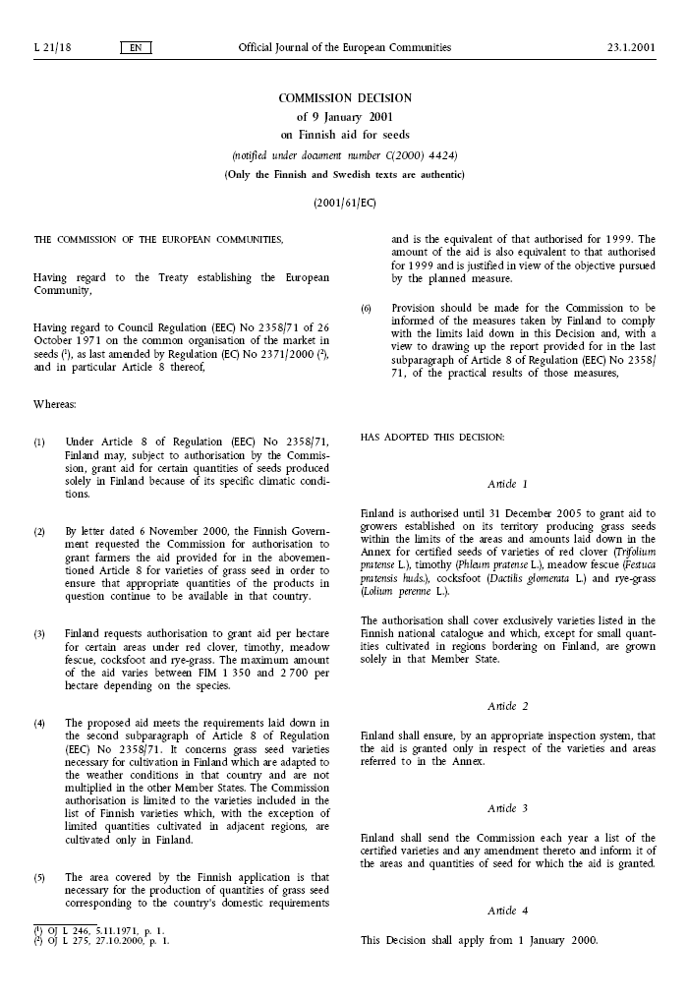 L 21/18
EN
Official Journal of the European Communities
23.1.2001
COMMISSION DECISION
of 9 January 2001
on Finnish aid for seeds
(notified under document number C(2000) 4424)
(Only the Finnish and Swedish texts are authentic)
(2001/61/EC)
THE COMMISSION OF THE EUROPEAN COMMUNITIES,
Having regard to the Treaty establishing the European
Community,
Having regard to Council Regulation (EEC) No 2358/71 of 26
October 1971 on the common organisation of the market in
seeds (1), as last amended by Regulation (EC) No 2371/2000 (2),
and in particular Article 8 thereof,
Whereas:
(1) Under Article 8 of Regulation (EEC) No 2358/71,
Finland may, subject to authorisation by the Commis-
sion, grant aid for certain quantities of seeds produced
solely in Finland because of its specific climatic condi-
tions.
(2) By letter dated 6 November 2000, the Finnish Govern-
ment requested the Commission for authorisation to
grant farmers the aid provided for in the abovemen-
tioned Article 8 for varieties of grass seed in order to
ensure that appropriate quantities of the products in
question continue to be available in that country.
(3) Finland requests authorisation to grant aid per hectare
for certain areas under red clover, timothy, meadow
fescue, cocksfoot and rye-grass. The maximum amount
of the aid varies between FIM 1 350 and 2 700 per
hectare depending on the species.
(4) The proposed aid meets the requirements laid down in
the second subparagraph of Article 8 of Regulation
(EEC) No 2358/71. It concerns grass seed varieties
necessary for cultivation in Finland which are adapted to
the weather conditions in that country and are not
multiplied in the other Member States. The Commission
authorisation is limited to the varieties included in the
list of Finnish varieties which, with the exception of
limited quantities cultivated in adjacent regions, are
cultivated only in Finland.
(5) The area covered by the Finnish application is that
necessary for the production of quantities of grass seed
corresponding to the country's domestic requirements
(1) OJ L 246, 5.11.1971, p. 1.
(2) OJ L 275, 27.10.2000, p. 1.
and is the equivalent of that authorised for 1999. The
amount of the aid is also equivalent to that authorised
for 1999 and is justified in view of the objective pursued
by the planned measure.
(6) Provision should be made for the Commission to be
informed of the measures taken by Finland to comply
with the limits laid down in this Decision and, with a
view to drawing up the report provided for in the last
subparagraph of Article 8 of Regulation (EEC) No 2358/
71, of the practical results of those measures,
HAS ADOPTED THIS DECISION:
Article 1
Finland is authorised until 31 December 2005 to grant aid to
growers established on its territory producing grass seeds
within the limits of the areas and amounts laid down in the
Annex for certified seeds of varieties of red clover (Trifolium
pratense L.), timothy (Phleum pratense L.), meadow fescue (Festuca
pratensis huds.), cocksfoot (Dactilis glomerata L.) and rye-grass
(Lolium perenne L.).
The authorisation shall cover exclusively varieties listed in the
Finnish national catalogue and which, except for small quant-
ities cultivated in regions bordering on Finland, are grown
solely in that Member State.
Article 2
Finland shall ensure, by an appropriate inspection system, that
the aid is granted only in respect of the varieties and areas
referred to in the Annex.
Article 3
Finland shall send the Commission each year a list of the
certified varieties and any amendment thereto and inform it of
the areas and quantities of seed for which the aid is granted.
Article 4
This Decision shall apply from 1 January 2000.